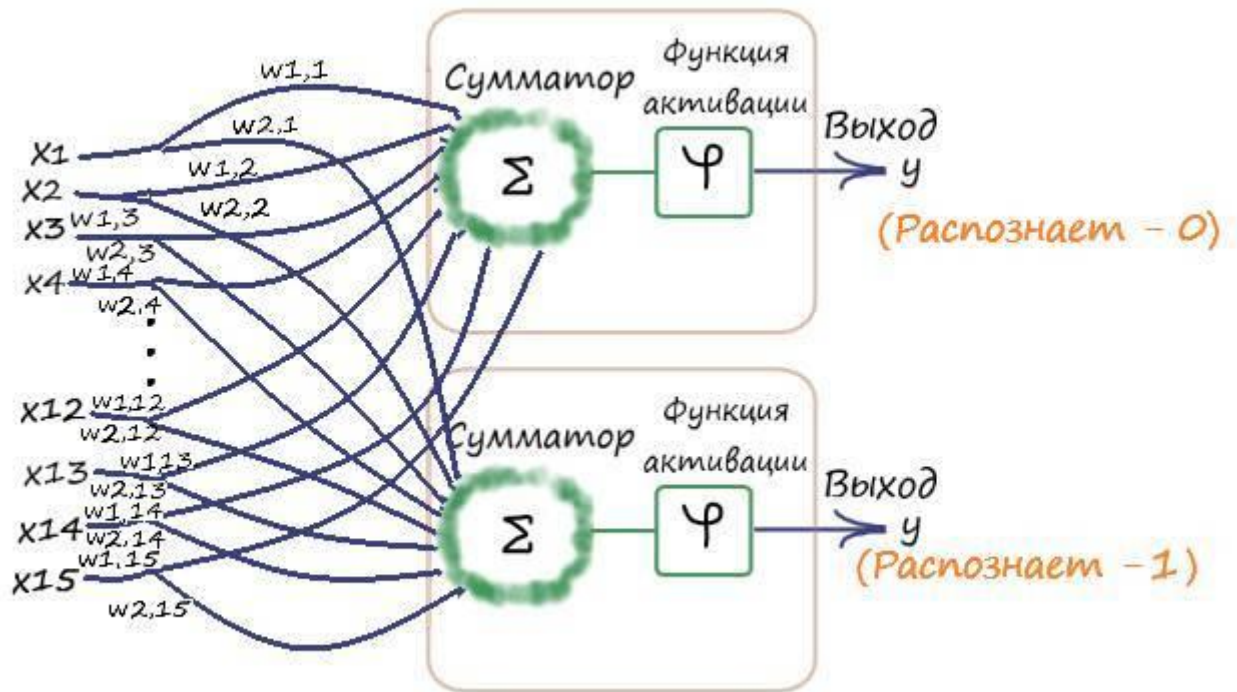 w1,1
w2,1
x1
w1,2
x2
w2,2
x3
w1,3
w2,3
x4
w1,4
w2,4
x12
w1,12
w2,12
x13
w1,13
w2,13
x14
w1,14
w2,14
x15
w1,15
w2,15
Сумматор
Σ
Функция
активации
φ
Выход
y
(Распознает - 0)
Сумматор
Σ
Функция
активации
φ
Выход
y
(Распознает - 1)